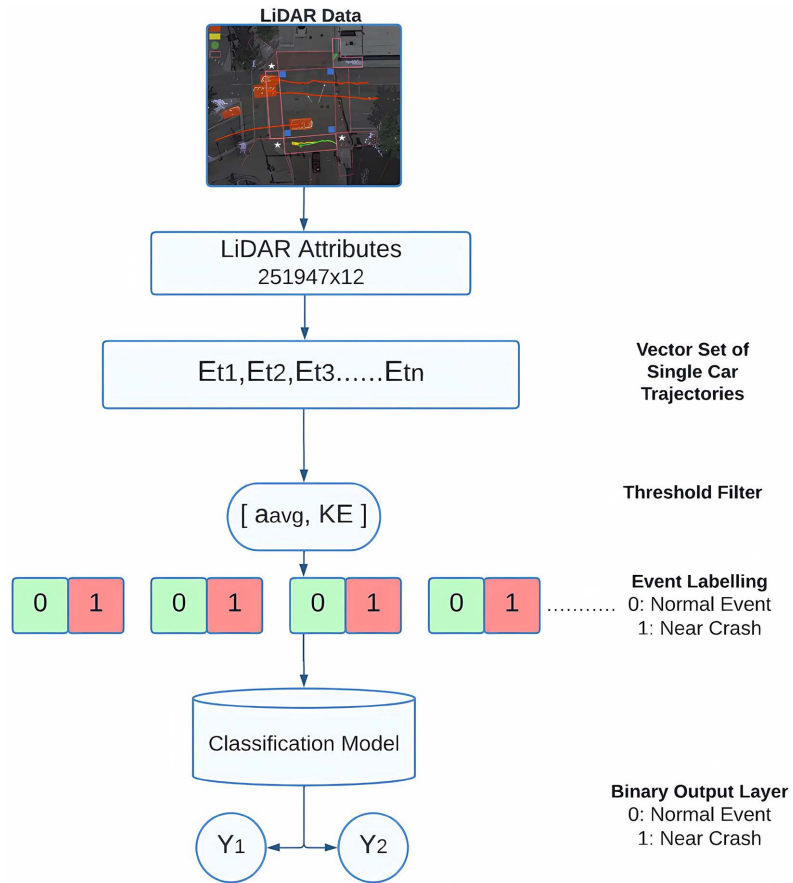 LiDAR Data
LiDAR Attributes
251947x12
Et1,Et2,Et3......Etn
Vector Set of
Single Car
Trajectories
[ aavg, KE ]
Threshold Filter
0 1 0 1 0 1 0 1 ...........
Event Labelling
0: Normal Event
1: Near Crash
Classification Model
Binary Output Layer
0: Normal Event
1: Near Crash
Y1 Y2